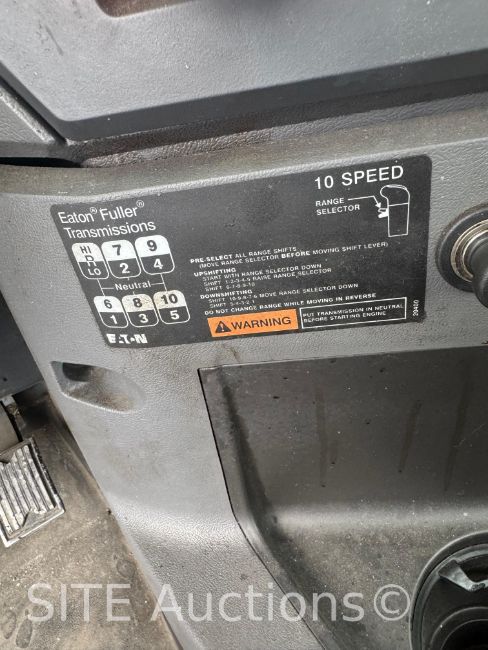 Eaton® Fuller®
Transmissions
10 SPEED
RANGE
SELECTOR
HI
LO
R
7
2
9
4
Neutral
6
1
8
3
10
5
EATON
PRE-SELECT ALL RANGE SHIFTS
(MOVE RANGE SELECTOR BEFORE MOVING SHIFT LEVER)
UPSHIFTING
START WITH RANGE SELECTOR DOWN
SHIFT 1-2-3-4-5 RAISE RANGE SELECTOR
SHIFT 6-7-8-9-10
DOWNSHIFTING
SHIFT 10-9-8-7-6 MOVE RANGE SELECTOR DOWN
SHIFT 5-4-3-2-1
DO NOT CHANGE RANGE WHILE MOVING IN REVERSE
WARNING
PUT TRANSMISSION IN NEUTRAL
BEFORE STARTING ENGINE
SITE Auctions©